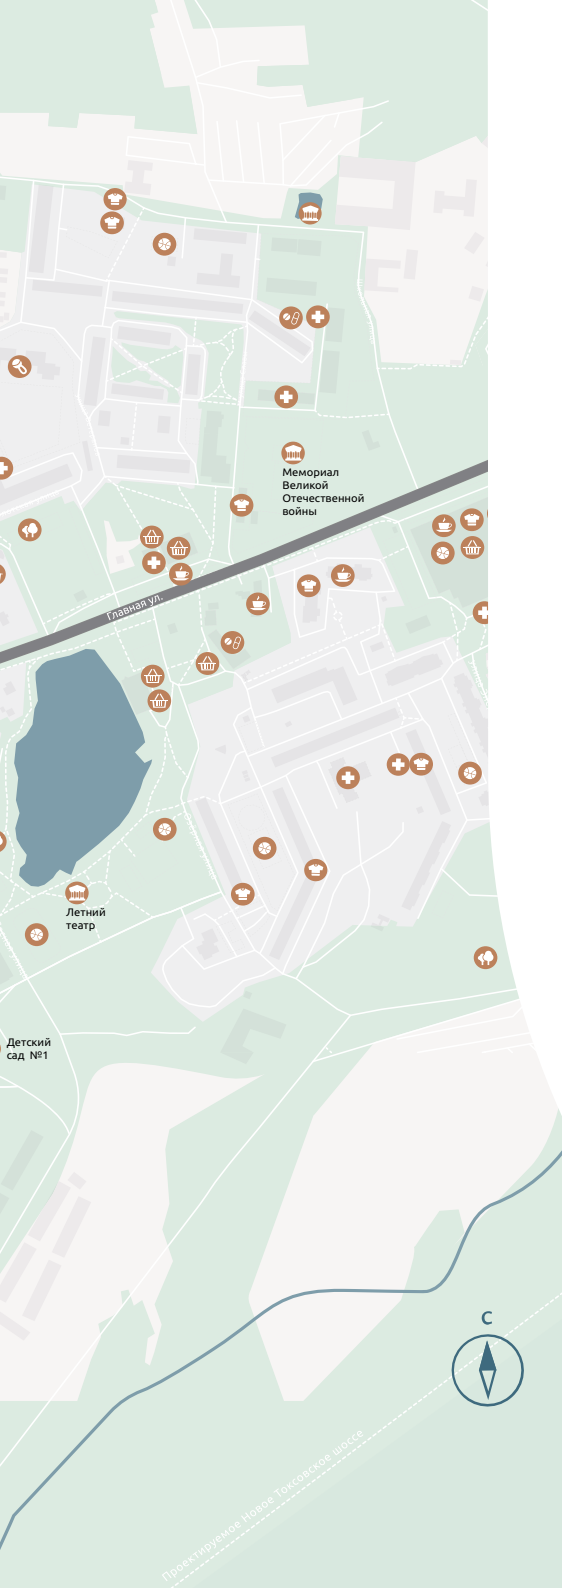 Мемориал
Великой
Отечественной
войны
Главная ул.
Летний
театр
Детский
сад №1
С
Проектируемое Новое Токсовское шоссе